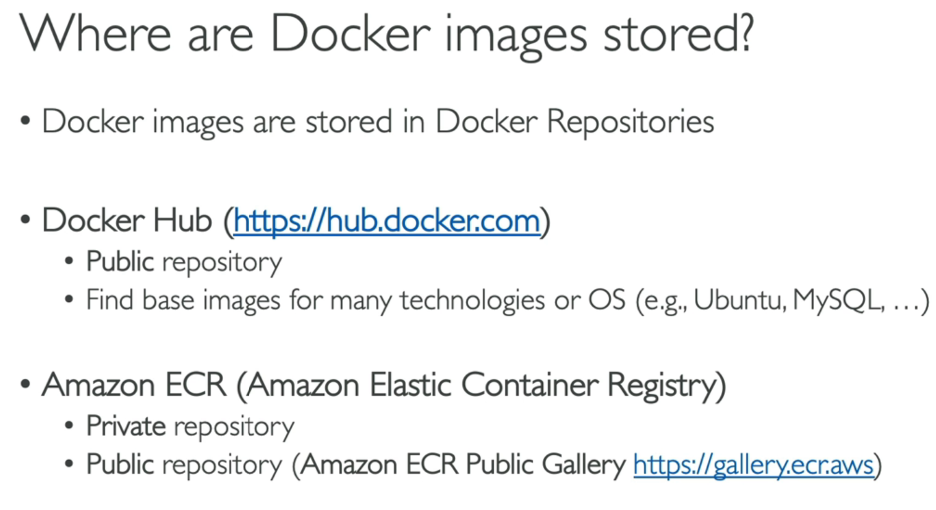 Where are Docker images stored?
• Docker images are stored in Docker Repositories
• Docker Hub (https://hub.docker.com)
• Public repository
• Find base images for many technologies or OS (e.g., Ubuntu, MySQL, …)
• Amazon ECR (Amazon Elastic Container Registry)
• Private repository
• Public repository (Amazon ECR Public Gallery https://gallery.ecr.aws)